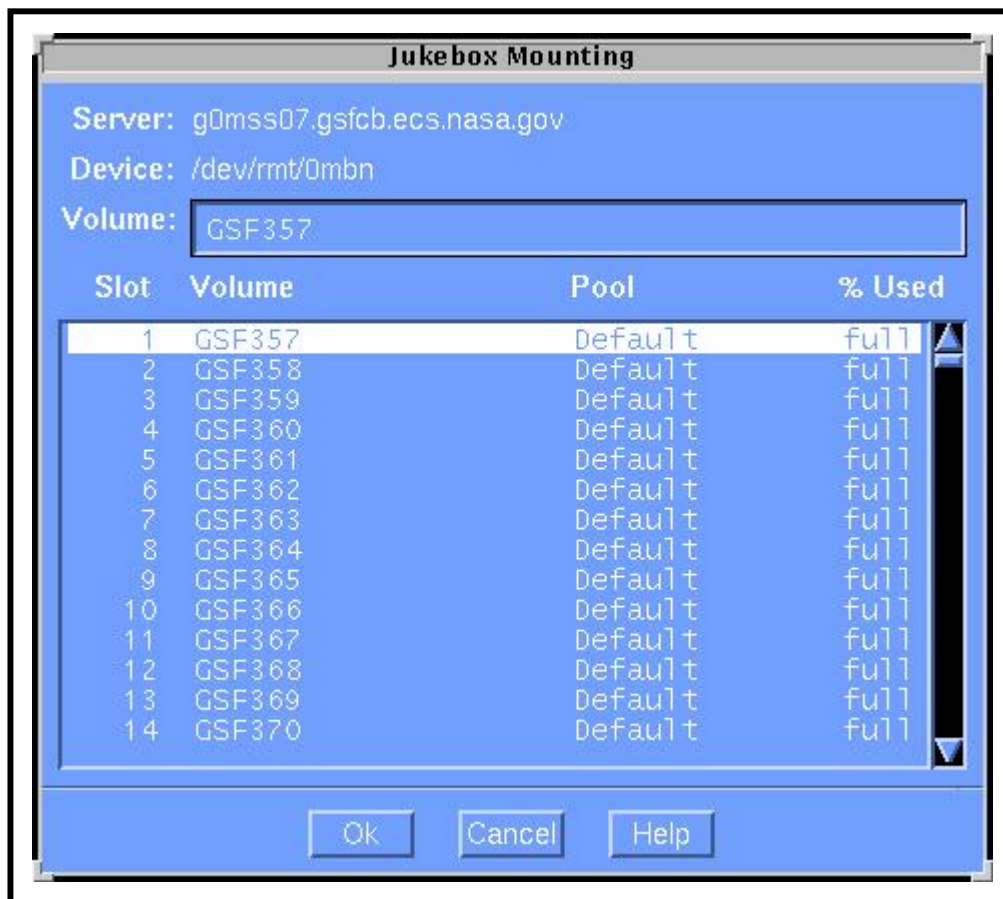 Jukebox Mounting
Server: g0mss07.gsfcb.ecs.nasa.gov
Device: /dev/rmt/0mbn
Volume: GSF357
Slot Volume Pool % Used
1 GSF357 Default full
2 GSF358 Default full
3 GSF359 Default full
4 GSF360 Default full
5 GSF361 Default full
6 GSF362 Default full
7 GSF363 Default full
8 GSF364 Default full
9 GSF365 Default full
10 GSF366 Default full
11 GSF367 Default full
12 GSF368 Default full
13 GSF369 Default full
14 GSF370 Default full
Ok Cancel Help